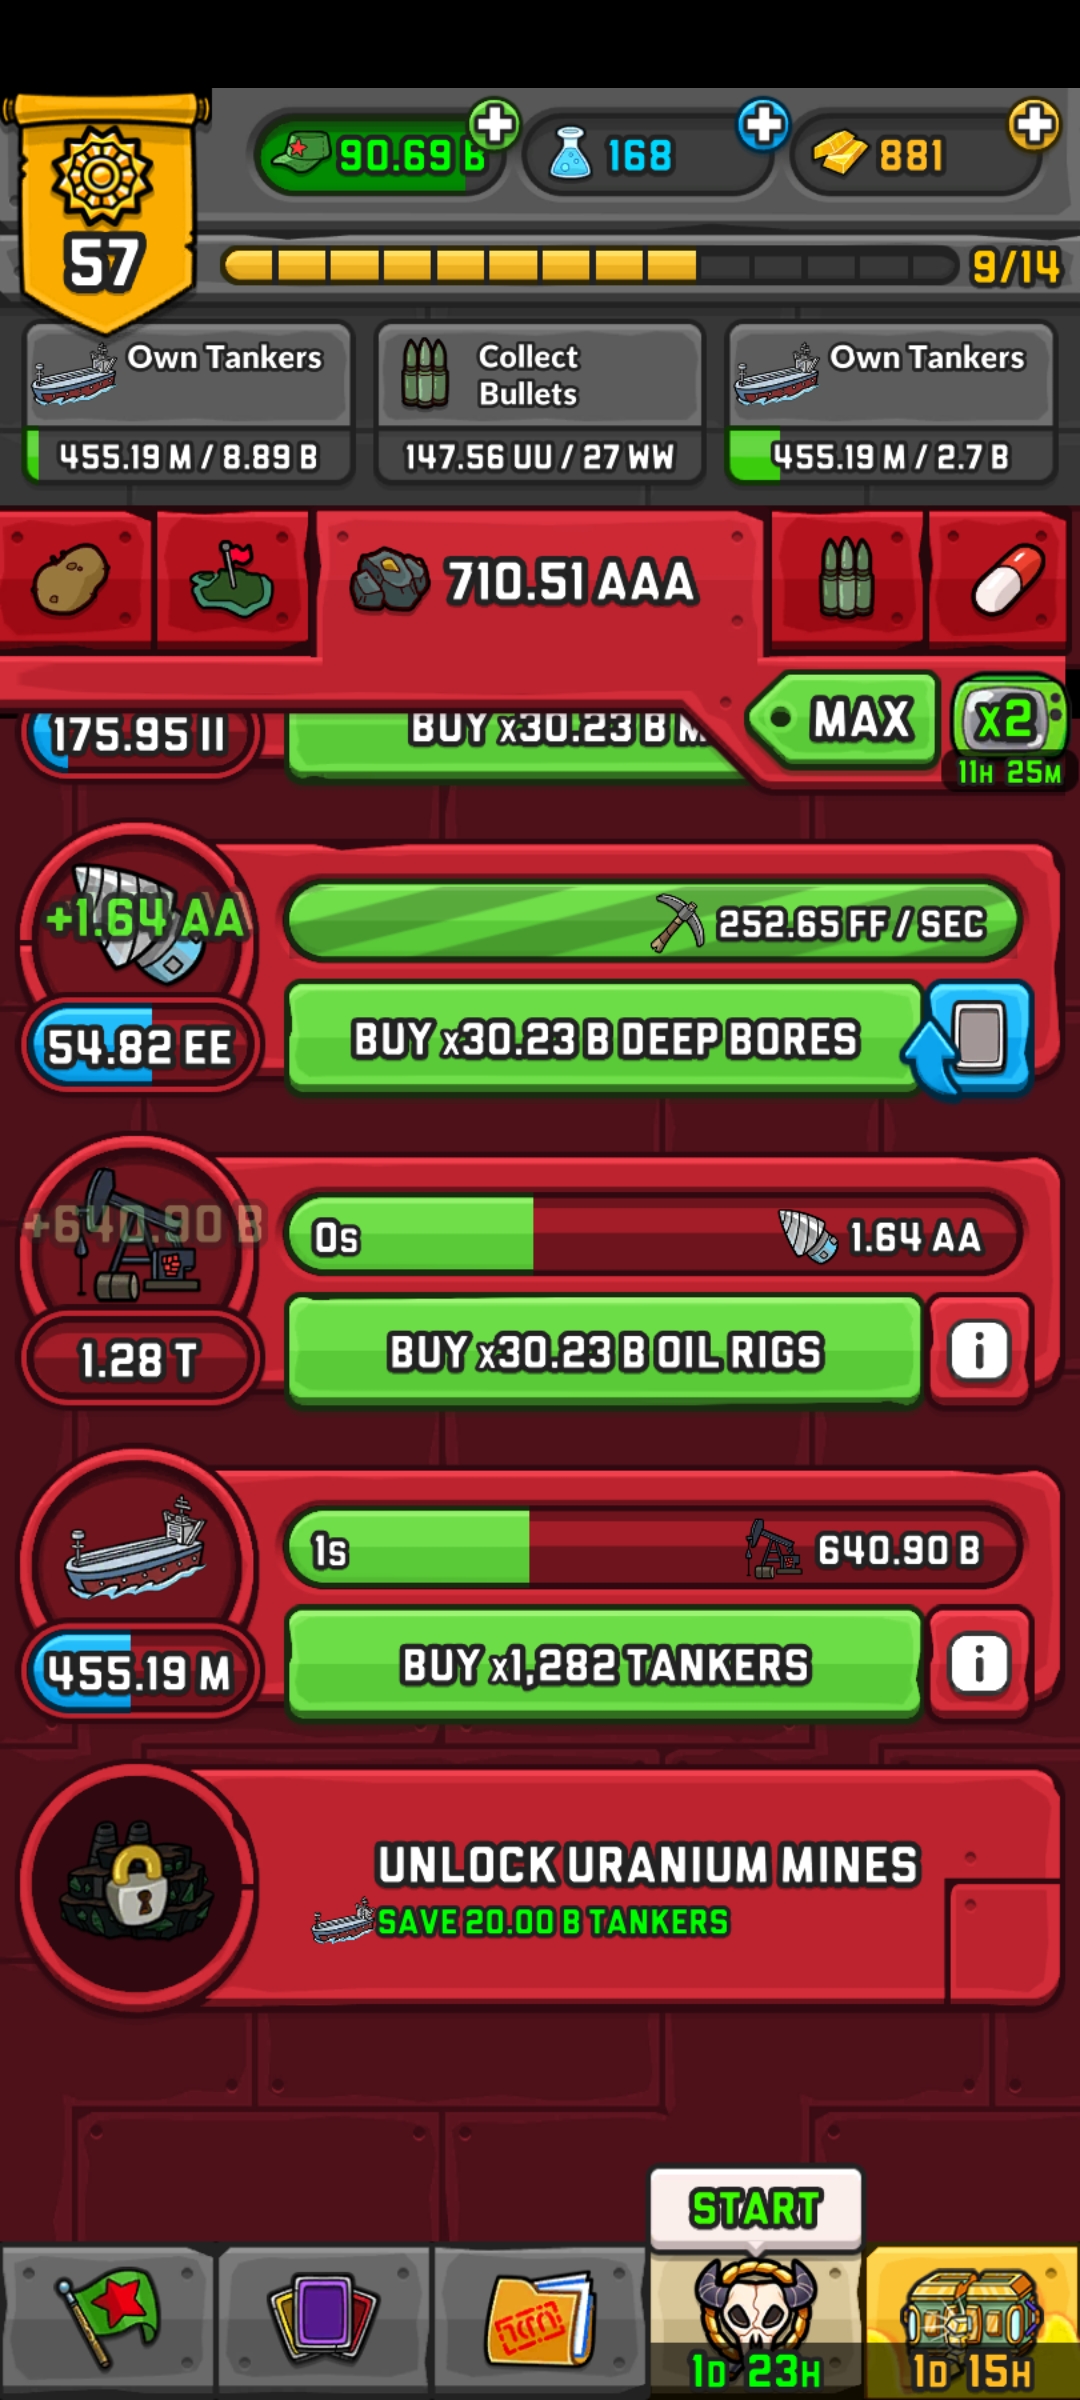 90.69 B
168
881
57
9/14
Own Tankers
455.19 M / 8.89 B
Collect
Bullets
147.56 UU / 27 WW
Own Tankers
455.19 M / 2.7 B
710.51 AAA
MAX
x2
11H 25M
175.95 II
BUY x30.23 B M
+1.64 AA
252.65 FF / SEC
54.82 EE
BUY x30.23 B DEEP BORES
+640.90 B
0s
1.64 AA
1.28 T
BUY x30.23 B OIL RIGS
i
1s
640.90 B
455.19 M
BUY x1,282 TANKERS
i
UNLOCK URANIUM MINES
SAVE 20.00 B TANKERS
START
1D 23H
1D 15H